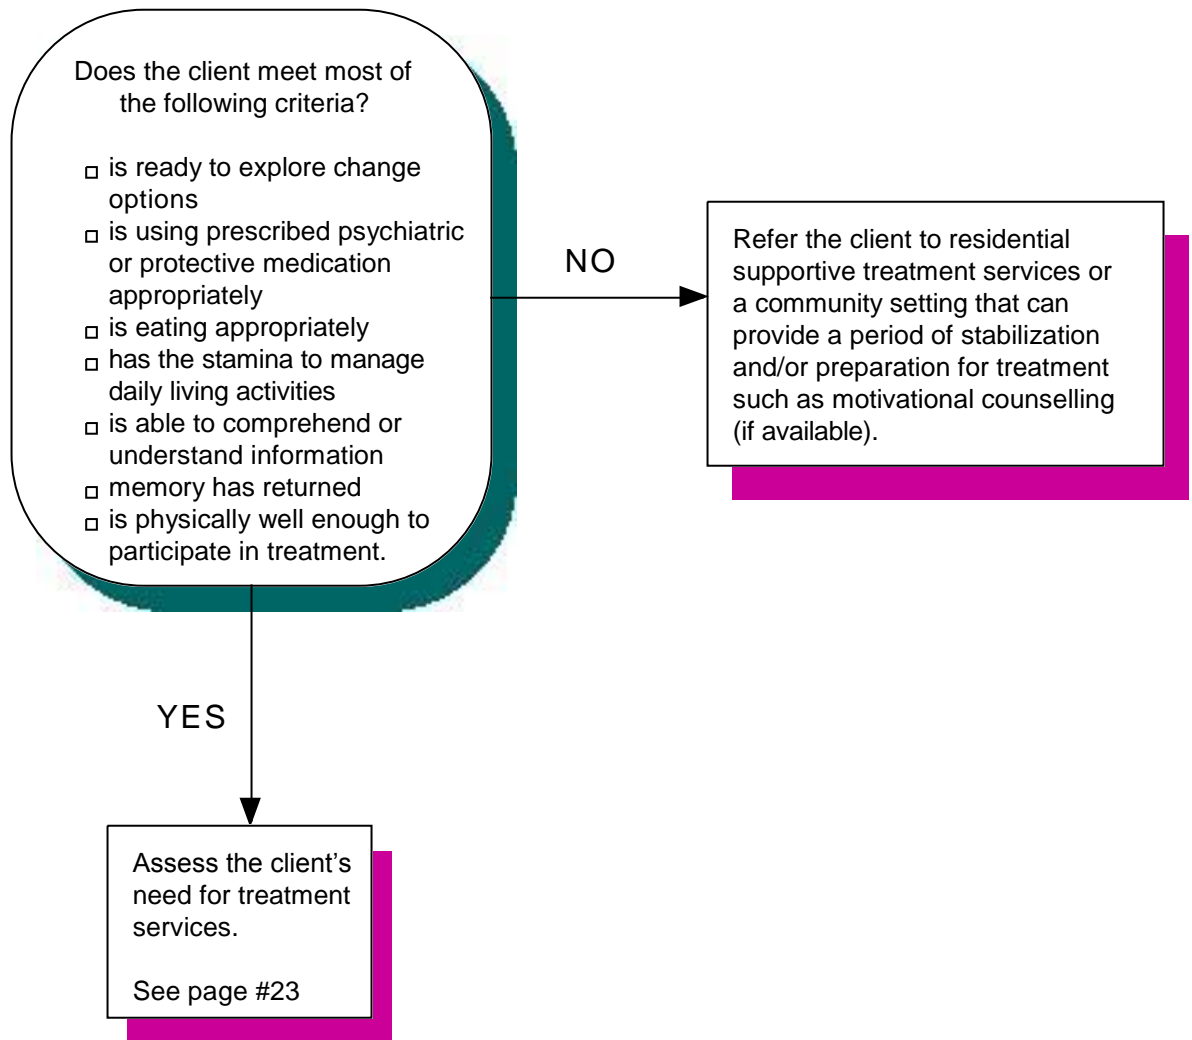 Does the client meet most of
the following criteria?
is ready to explore change
options
is using prescribed psychiatric
or protective medication
appropriately
is eating appropriately
has the stamina to manage
daily living activities
is able to comprehend or
understand information
memory has returned
is physically well enough to
participate in treatment.
NO
Refer the client to residential
supportive treatment services or
a community setting that can
provide a period of stabilization
and/or preparation for treatment
such as motivational counselling
(if available).
YES
Assess the client’s
need for treatment
services.
See page #23